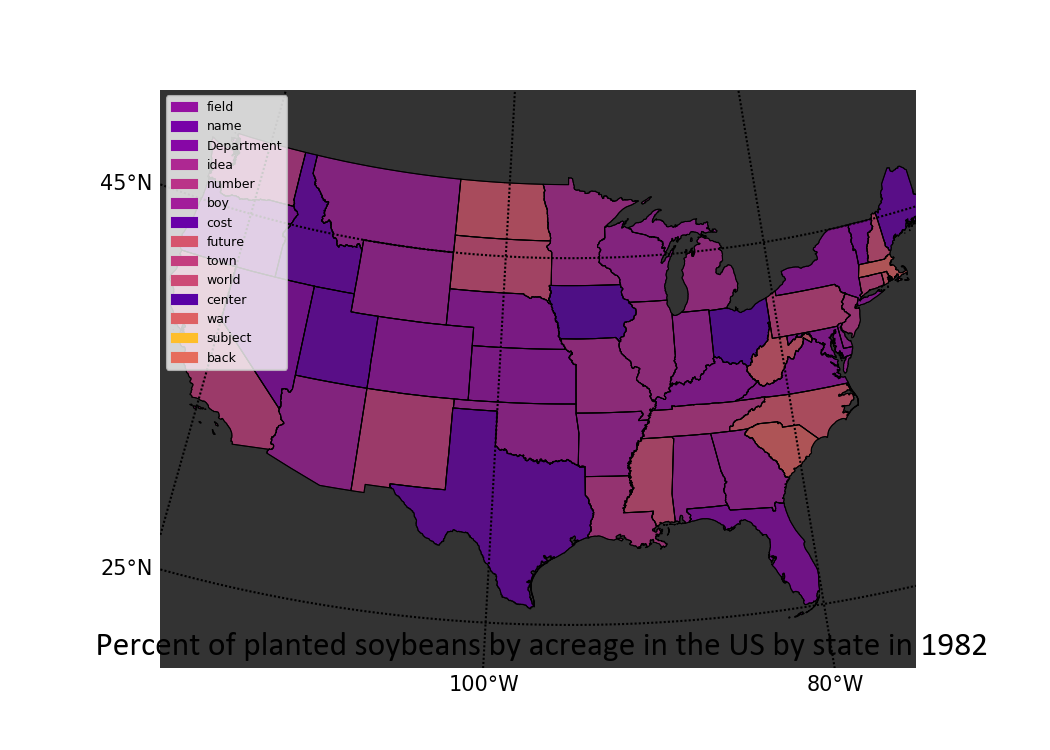 field
name
Department
idea
number
boy
cost
future
town
world
center
war
subject
back
45°N
25°N
Percent of planted soybeans by acreage in the US by state in 1982
100°W
80°W